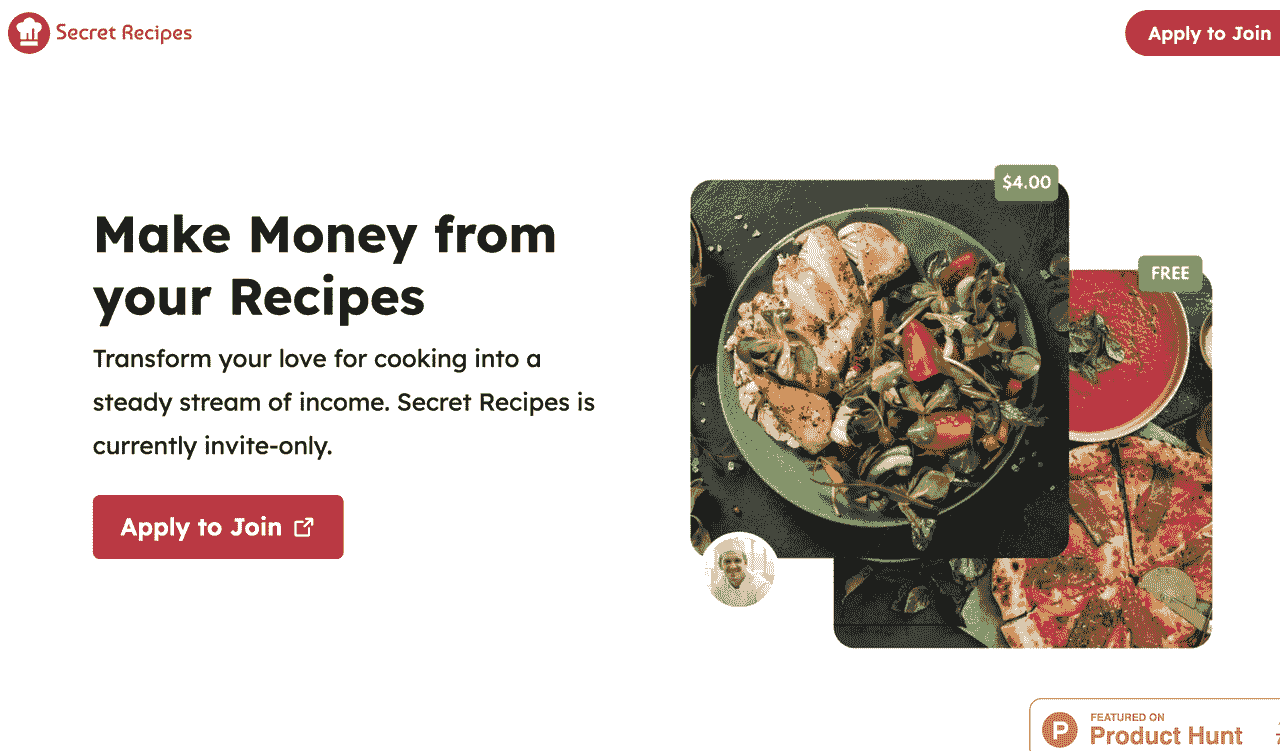 Secret Recipes
Apply to Join
Make Money from
your Recipes
Transform your love for cooking into a
steady stream of income. Secret Recipes is
currently invite-only.
Apply to Join
$4.00
FREE
FEATURED ON
Product Hunt